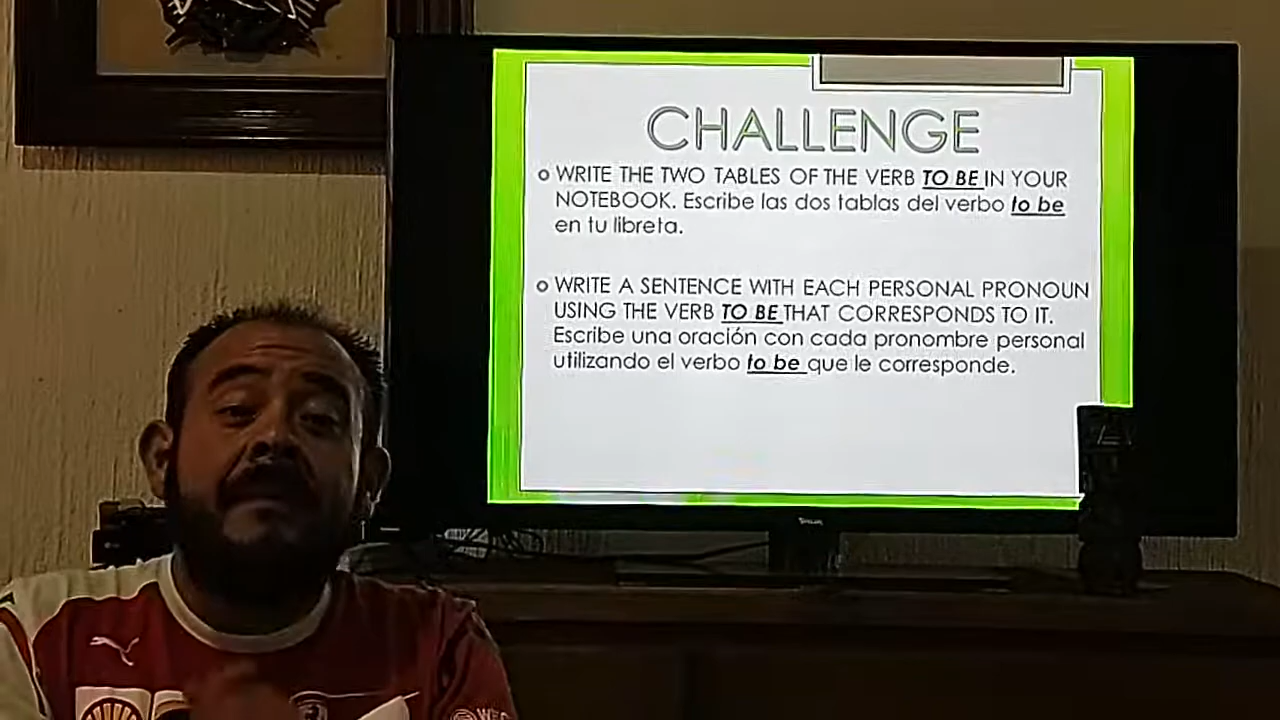 CHALLENGE
WRITE THE TWO TABLES OF THE VERB TO BE IN YOUR
NOTEBOOK. Escribe las dos tablas del verbo to be
en tu libreta.
WRITE A SENTENCE WITH EACH PERSONAL PRONOUN
USING THE VERB TO BE THAT CORRESPONDS TO IT.
Escribe una oración con cada pronombre personal
utilizando el verbo to be que le corresponde.